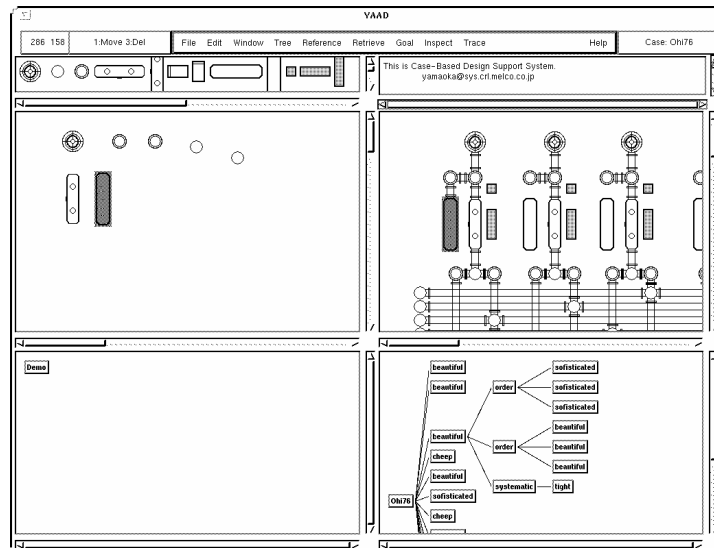 YAAD
286 158 1:Move 3:Del File Edit Window Tree Reference Retrieve Goal Inspect Trace Help Case: Ohi76
This is Case-Based Design Support System.
yamaoka@sys.crl.melco.co.jp
Demo
beautiful
sofisticated
beautiful
order
sofisticated
sofisticated
beautiful
beautiful
order
beautiful
cheep
beautiful
beautiful
systematic
tight
sofisticated
Ohi76
cheep